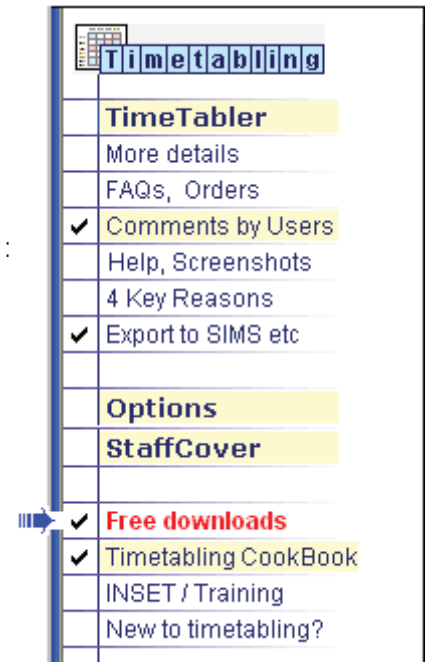 Timetabling
TimeTabler
More details
FAQs, Orders
✓ Comments by Users
:
Help, Screenshots
4 Key Reasons
✓ Export to SIMS etc
Options
StaffCover
✓ Free downloads
✓ Timetabling CookBook
INSET / Training
New to timetabling?